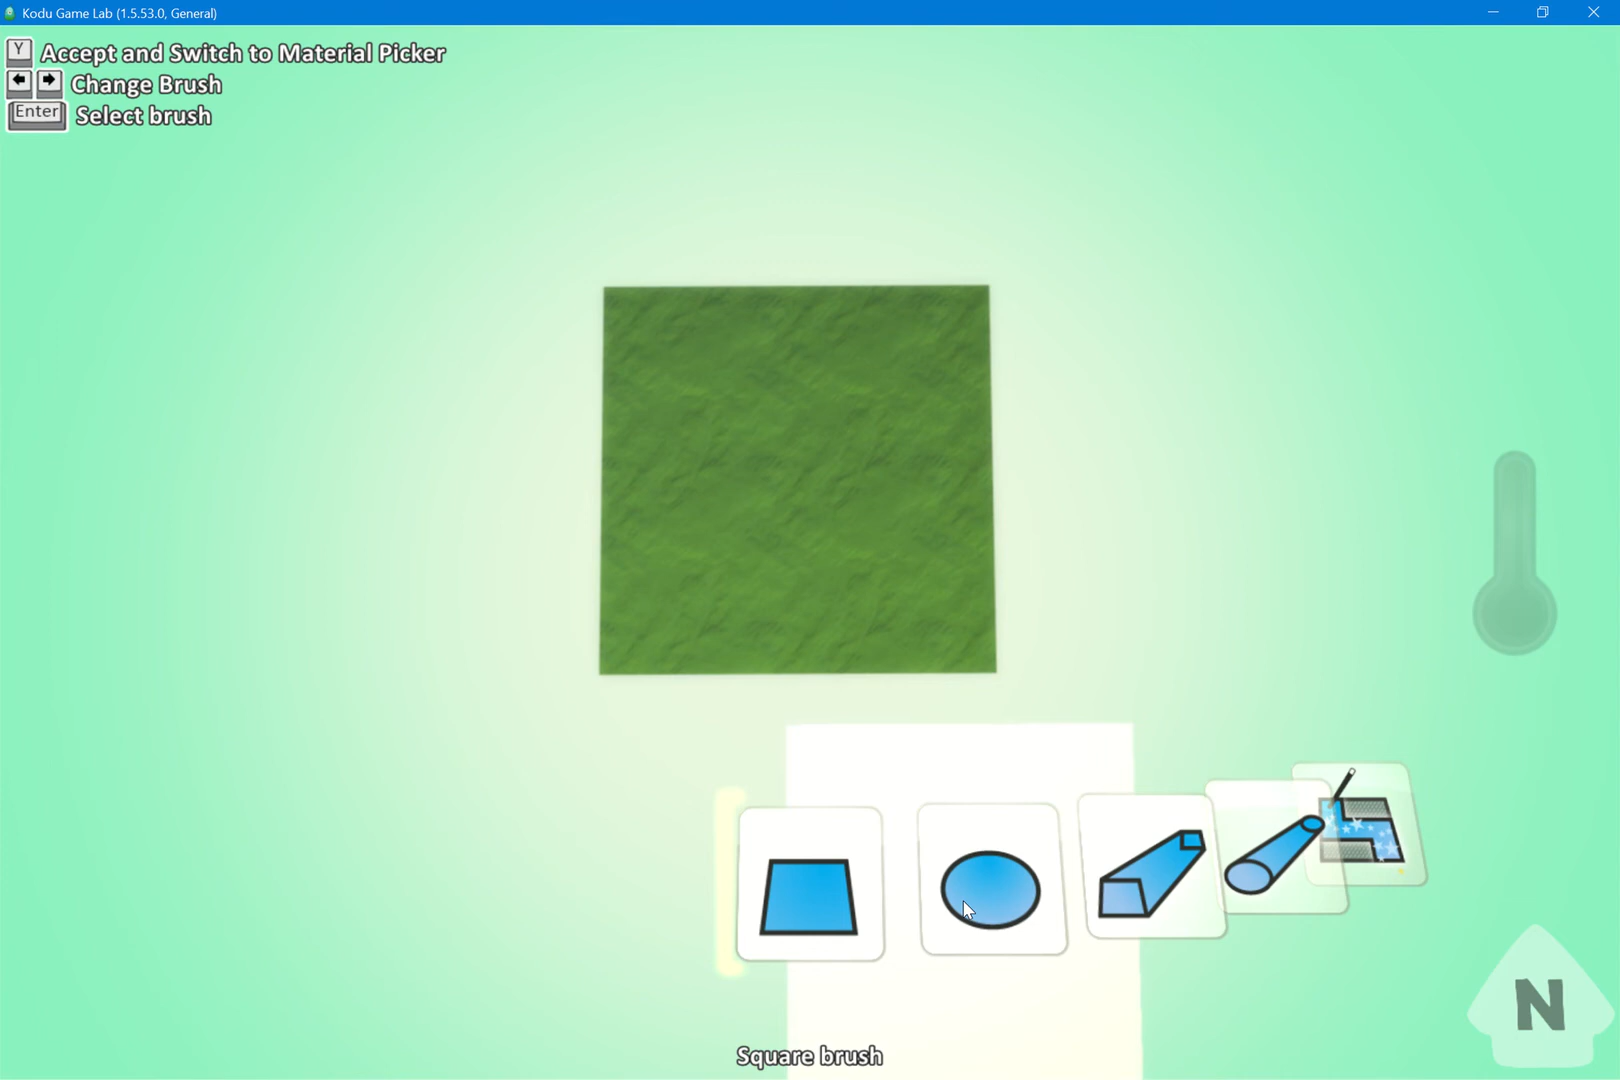 Kodu Game Lab (1.5.53.0, General)
Y Accept and Switch to Material Picker
Change Brush
Enter Select brush
N
Square brush